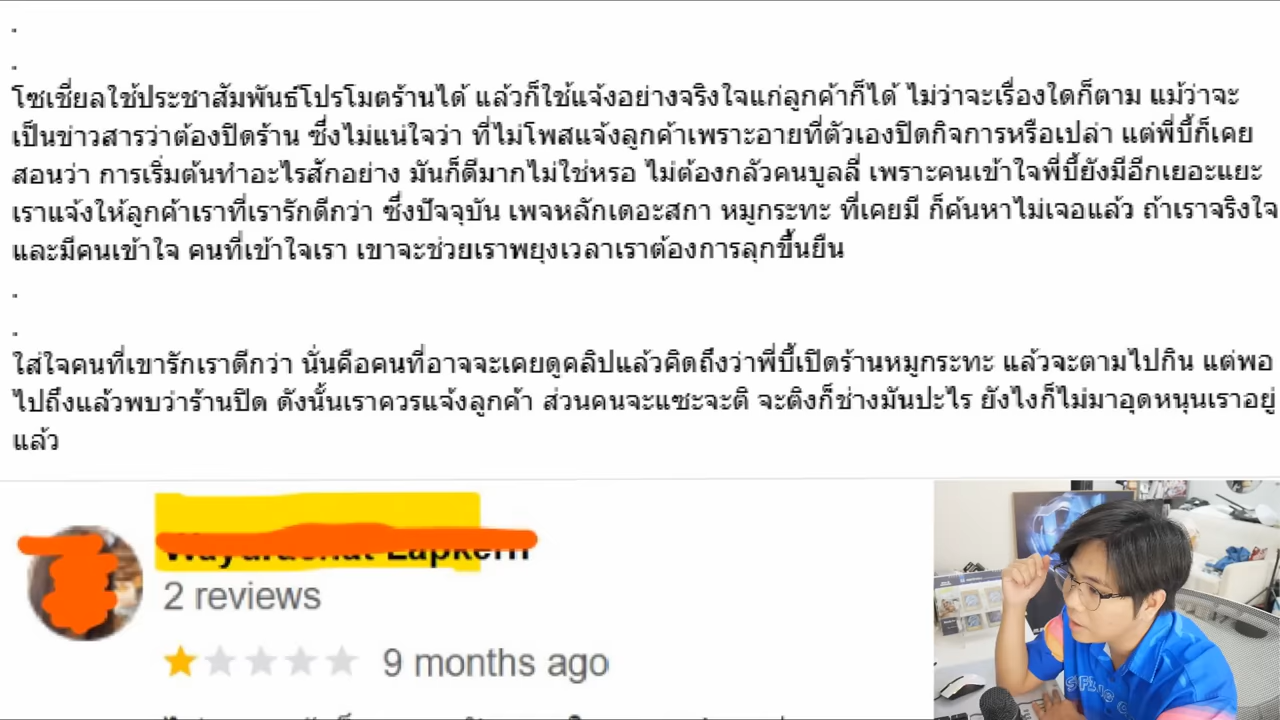 .
.
โซเชี่ยลใช้ประชาสัมพันธ์โปรโมตร้านได้ แล้วก็ใช้แจ้งอย่างจริงใจแก่ลูกค้าก็ได้ ไม่ว่าจะเรื่องใดก็ตาม แม้ว่าจะ
เป็นข่าวสารว่าต้องปิดร้าน ซึ่งไม่แน่ใจว่า ที่ไม่โพสแจ้งลูกค้าเพราะอายที่ตัวเองปิดกิจการหรือเปล่า แต่พี่บี้ก็เคย
สอนว่า การเริ่มต้นทำอะไรสักอย่าง มันก็ดีมากไม่ใช่หรอ ไม่ต้องกลัวคนบูลลี่ เพราะคนเข้าใจพี่บี้ยังมีอีกเยอะแยะ
เราแจ้งให้ลูกค้าเราที่เรารักดีกว่า ซึ่งปัจจุบัน เพจหลักเดอะสกา หมูกระทะ ที่เคยมี ก็ค้นหาไม่เจอแล้ว ถ้าเราจริงใจ
และมีคนเข้าใจ คนที่เข้าใจเรา เขาจะช่วยเราพยุงเวลาเราต้องการลุกขึ้นยืน
.
.
ใส่ใจคนที่เขารักเราดีกว่า นั่นคือคนที่อาจจะเคยดูคลิปแล้วคิดถึงว่าพี่บี้เปิดร้านหมูกระทะ แล้วจะตามไปกิน แต่พอ
ไปถึงแล้วพบว่าร้านปิด ดังนั้นเราควรแจ้งลูกค้า ส่วนคนจะแซะจะติ จะติงก็ช่างมันปะไร ยังไงก็ไม่มาอุดหนุนเราอยู่
แล้ว
2 reviews
9 months ago